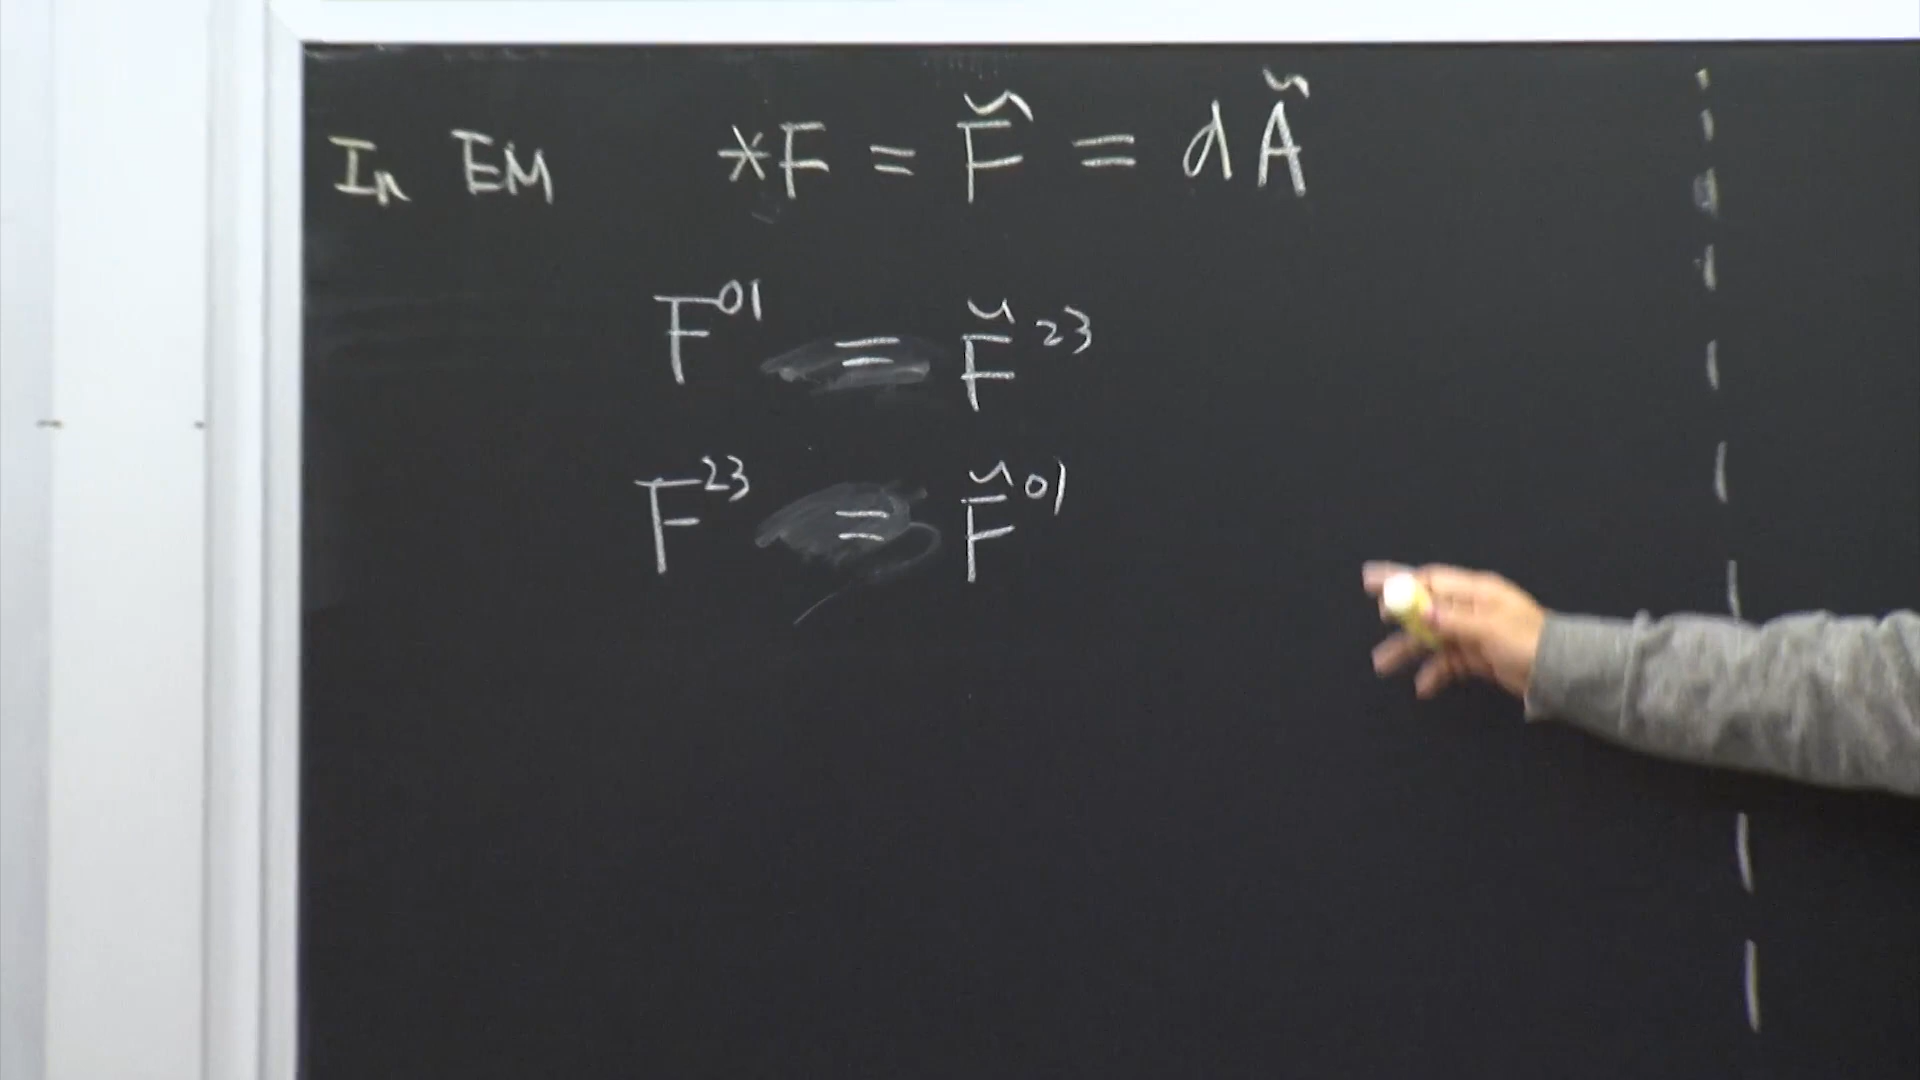 In EM *F = F̃ = dÃ
F⁰¹ = F̃²³
F²³ = F̃⁰¹